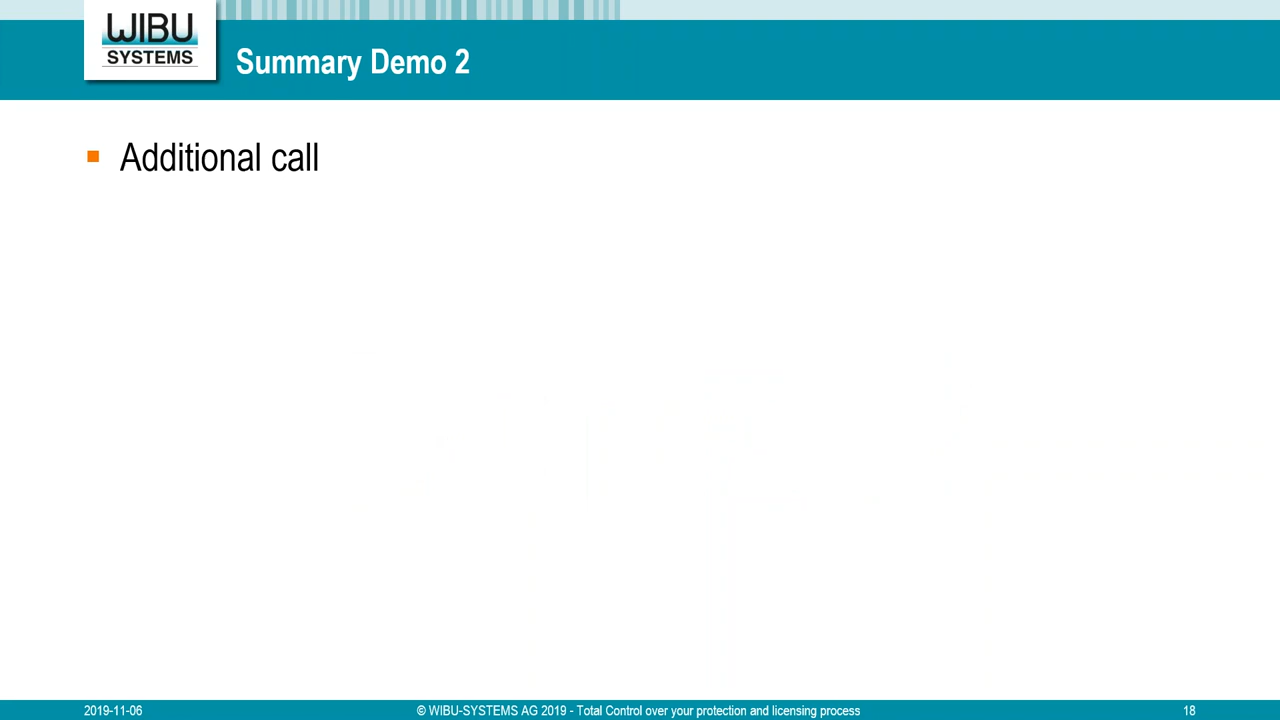 WIBU
SYSTEMS
Summary Demo 2
Additional call
2019-11-06
© WIBU-SYSTEMS AG 2019 - Total Control over your protection and licensing process
18